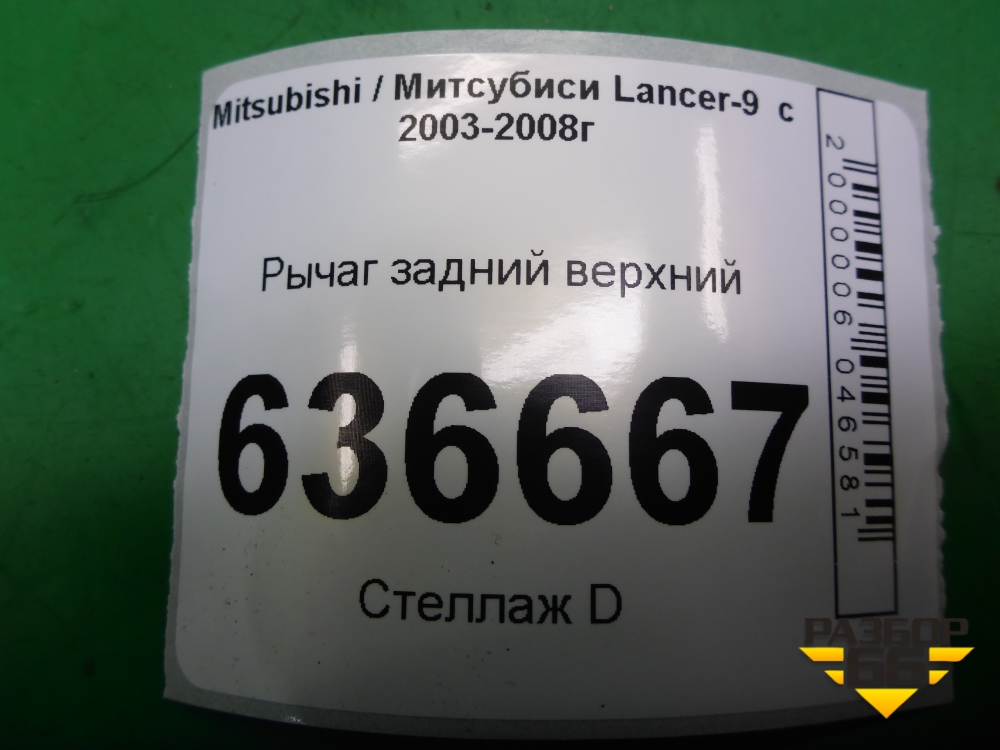 Mitsubishi / Митсубиси Lancer-9 с
2003-2008г
Рычаг задний верхний
636667
Стеллаж D
2000006046581
РАЗБОР
66